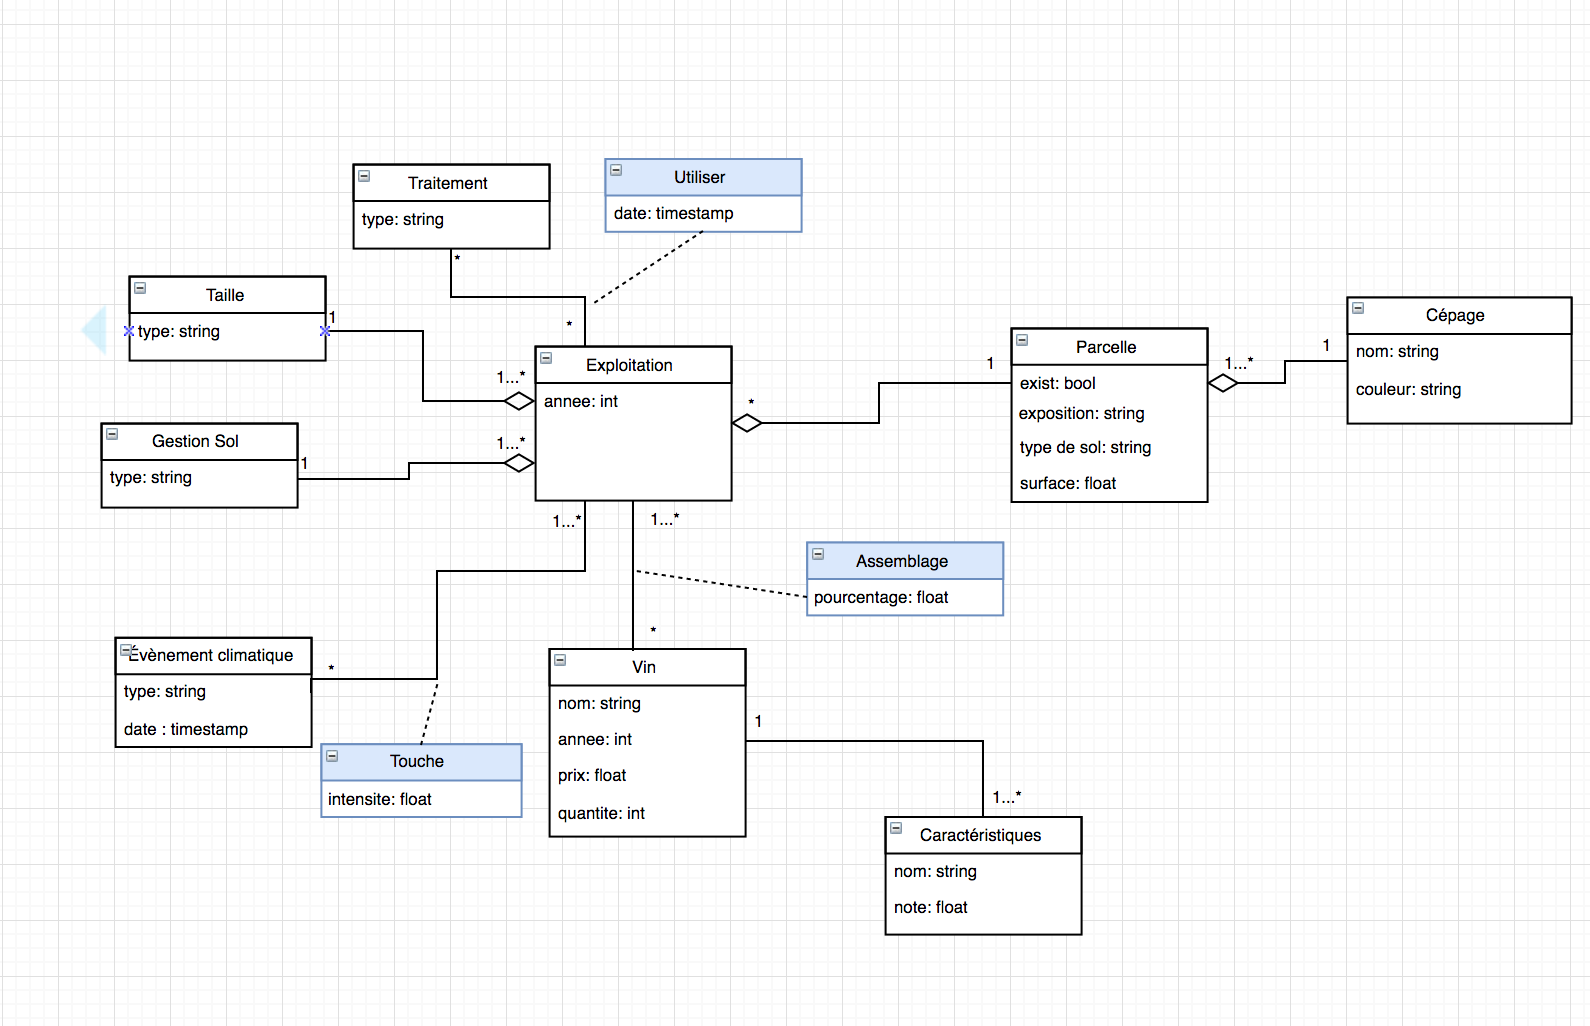 Traitement
type: string
*
Utiliser
date: timestamp
Taille
type: string
1
*
1...*
Exploitation
annee: int
*
1
Parcelle
exist: bool
exposition: string
type de sol: string
surface: float
1...*
1
Cépage
nom: string
couleur: string
Gestion Sol
type: string
1
1...*
1...*
1...*
Assemblage
pourcentage: float
*
Évènement climatique
type: string
date : timestamp
*
Touche
intensite: float
Vin
nom: string
annee: int
prix: float
quantite: int
1
1...*
Caractéristiques
nom: string
note: float